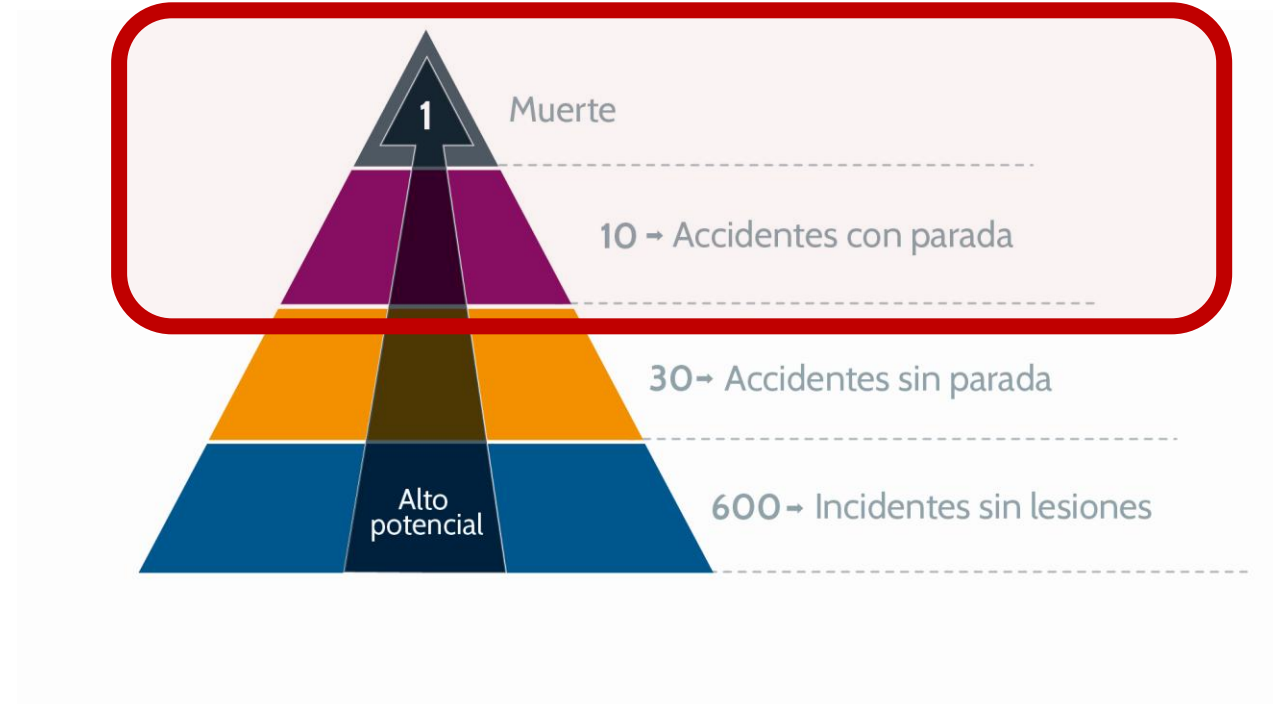 1
Muerte
10 → Accidentes con parada
30→ Accidentes sin parada
Alto
potencial
600→ Incidentes sin lesiones